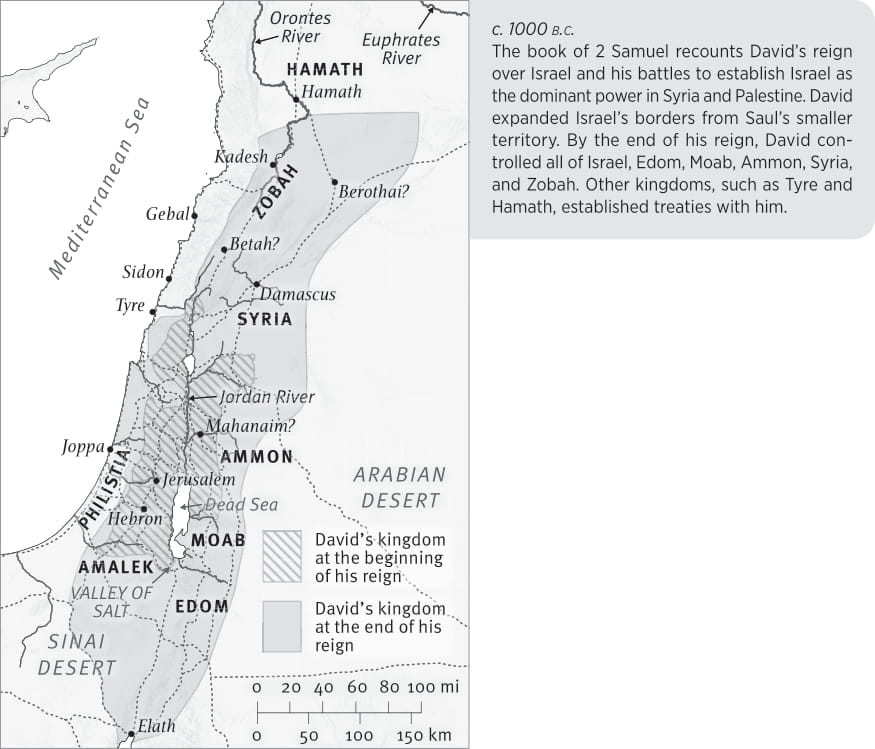 Orontes
River
Euphrates
River
HAMATH
Hamath
Mediterranean Sea
Kadesh
ZOBAH
Berothai?
Gebal
Betah?
Sidon
Damascus
Tyre
SYRIA
Jordan River
Mahanaim?
Joppa
AMMON
PHILISTIA
Jerusalem
ARABIAN
DESERT
Dead Sea
Hebron
MOAB
AMALEK
VALLEY OF
SALT
EDOM
SINAI
DESERT
Elath
David’s kingdom
at the beginning
of his reign
David’s kingdom
at the end of his
reign
0 20 40 60 80 100 mi
0 50 100 150 km
c. 1000 B.C.
The book of 2 Samuel recounts David’s reign
over Israel and his battles to establish Israel as
the dominant power in Syria and Palestine. David
expanded Israel’s borders from Saul’s smaller
territory. By the end of his reign, David con-
trolled all of Israel, Edom, Moab, Ammon, Syria,
and Zobah. Other kingdoms, such as Tyre and
Hamath, established treaties with him.